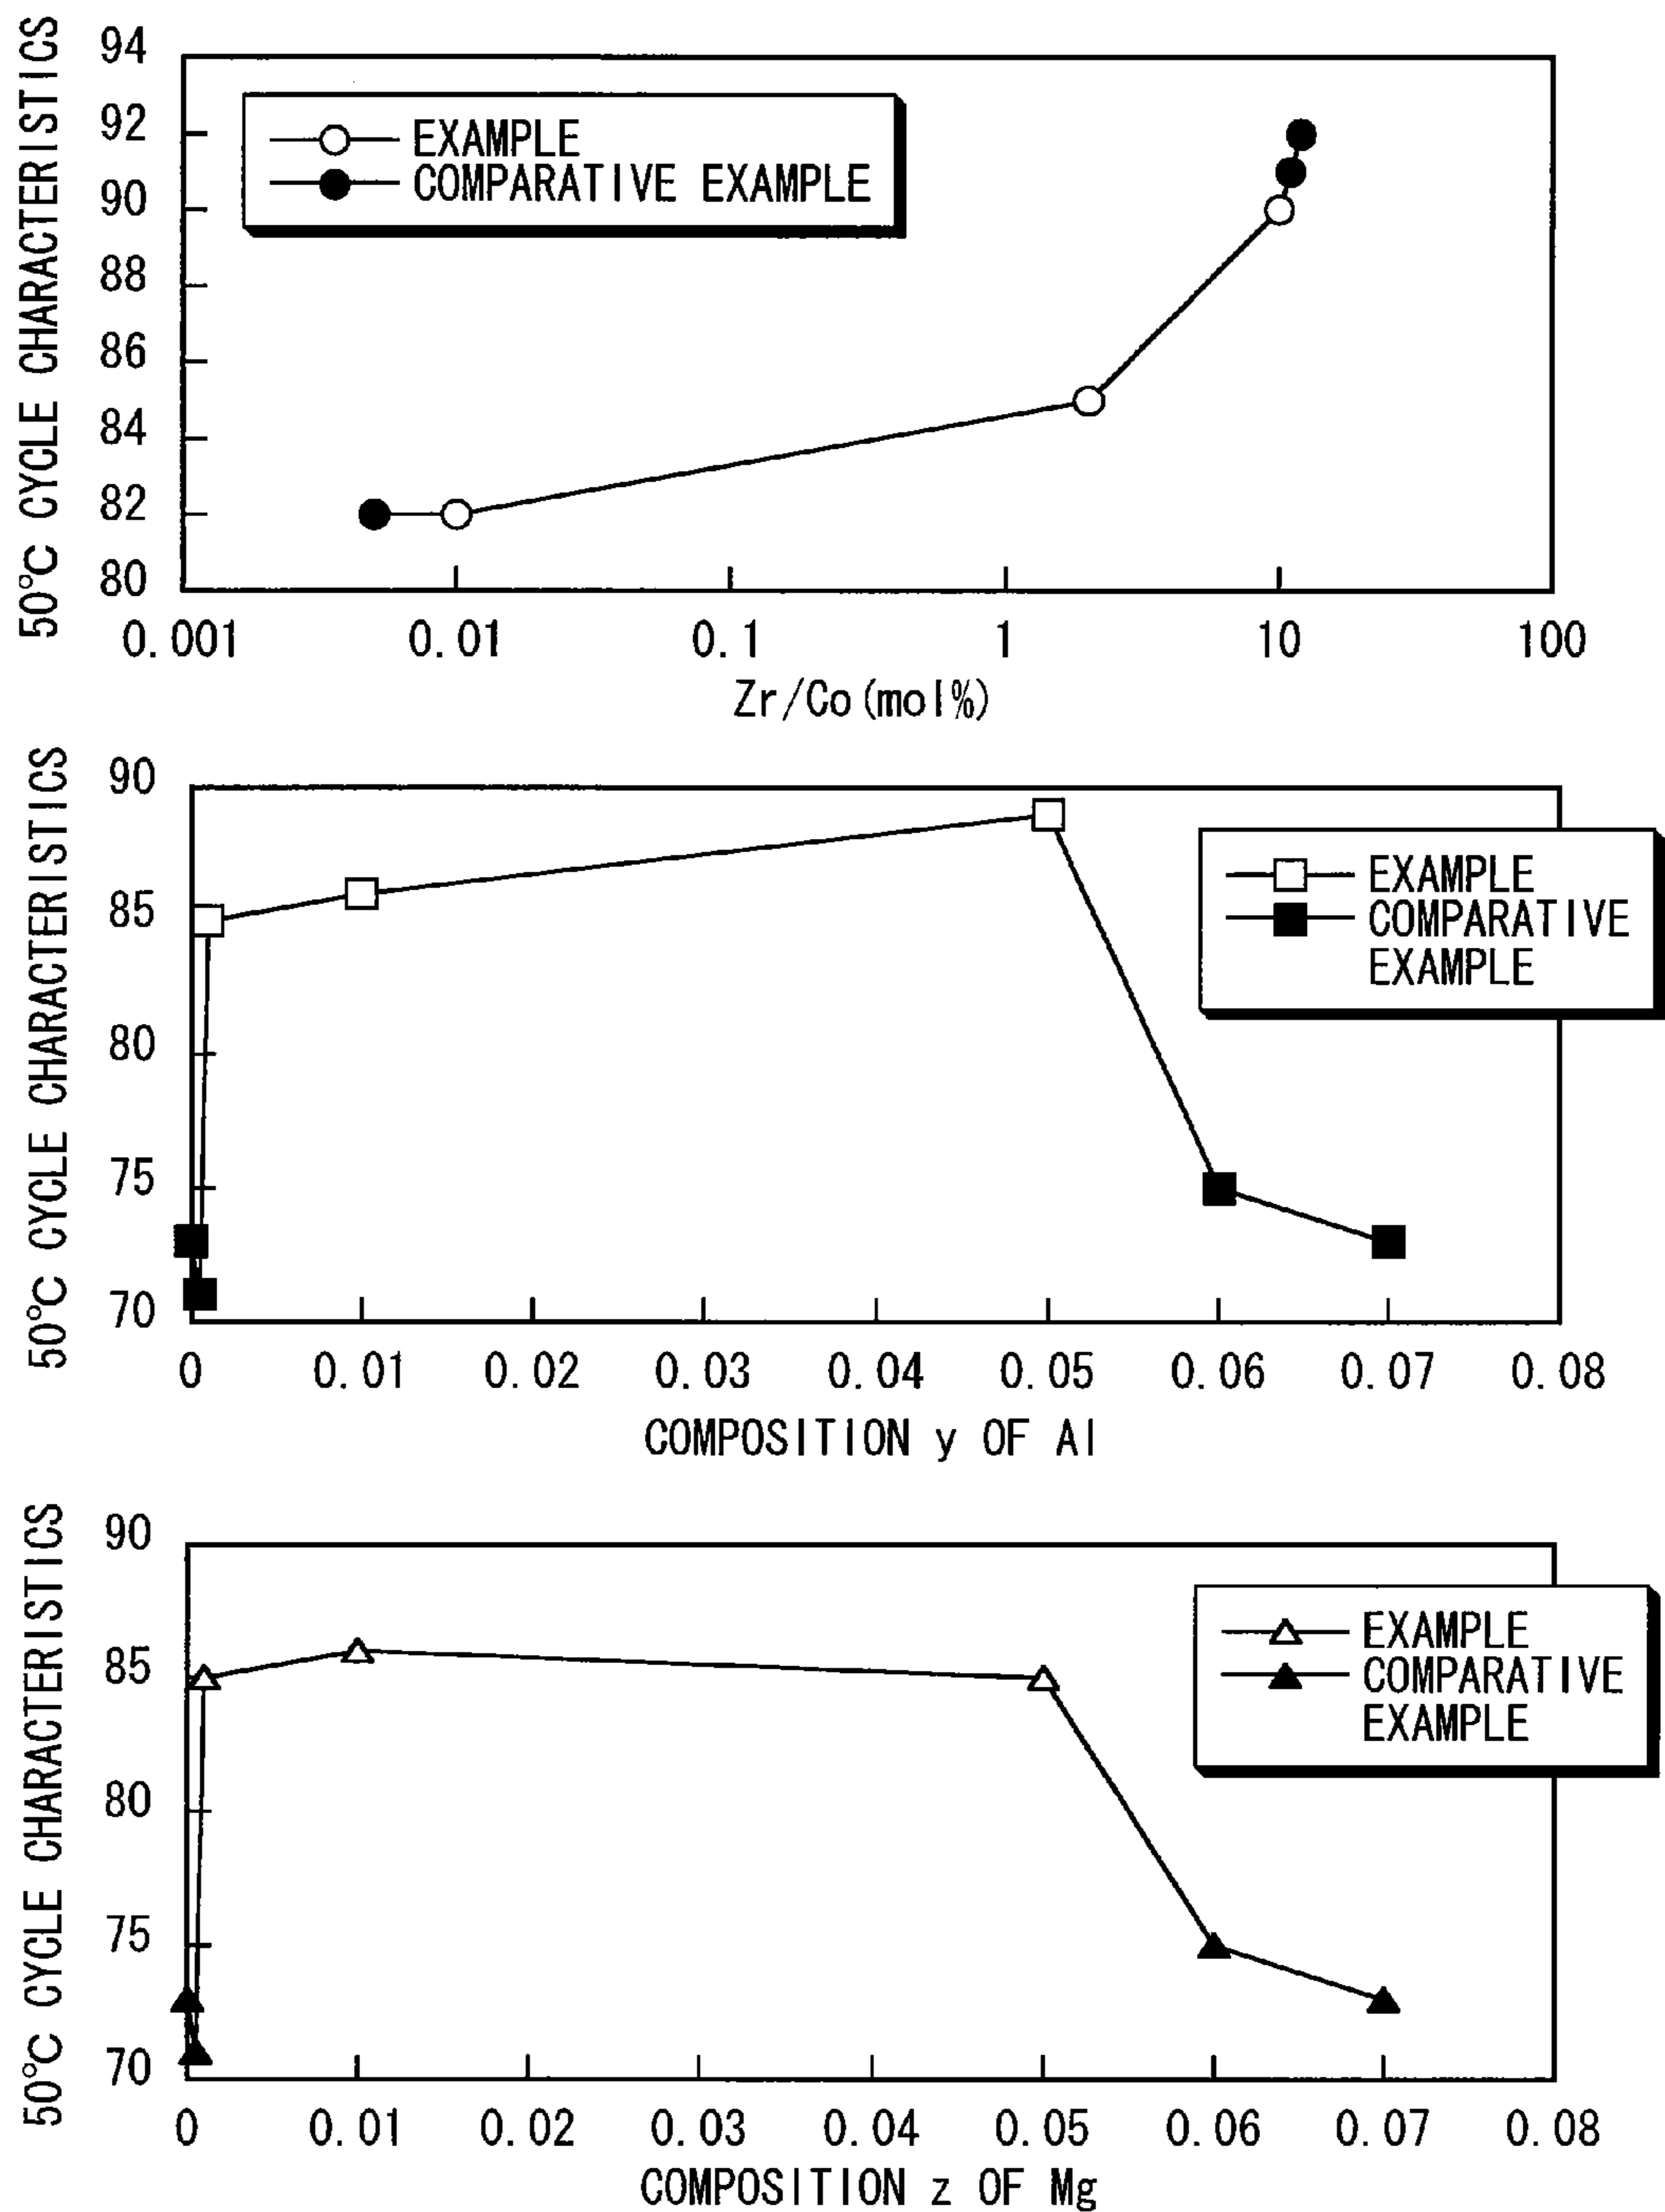 50℃ CYCLE CHARACTERISTICS
94
92
90
88
86
84
82
80
EXAMPLE
COMPARATIVE EXAMPLE
0.001 0.01 0.1 1 10 100
Zr/Co(mol%)
50℃ CYCLE CHARACTERISTICS
90
85
80
75
70
EXAMPLE
COMPARATIVE
EXAMPLE
0 0.01 0.02 0.03 0.04 0.05 0.06 0.07 0.08
COMPOSITION y OF Al
50℃ CYCLE CHARACTERISTICS
90
85
80
75
70
EXAMPLE
COMPARATIVE
EXAMPLE
0 0.01 0.02 0.03 0.04 0.05 0.06 0.07 0.08
COMPOSITION z OF Mg